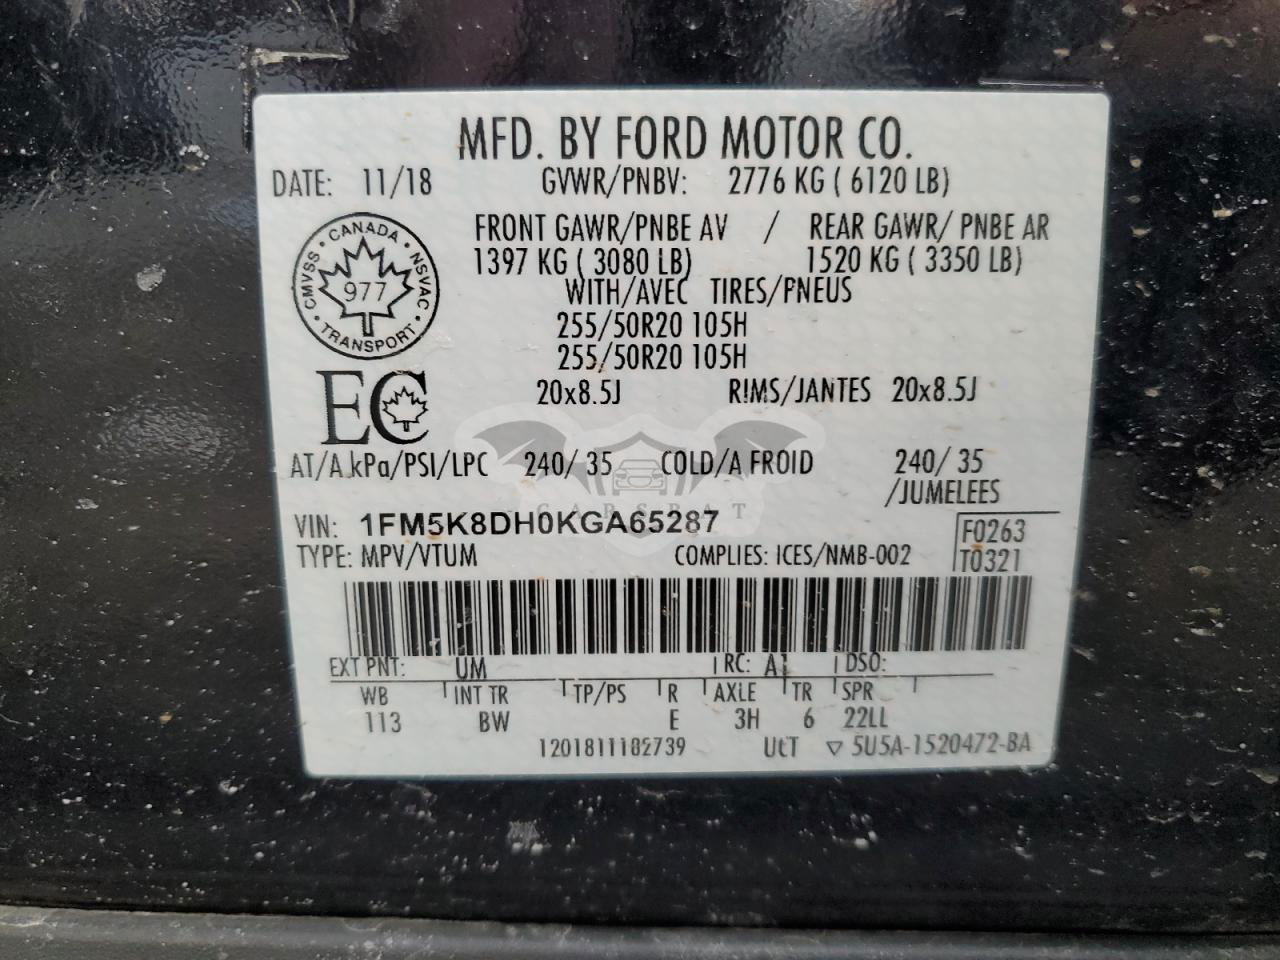 MFD. BY FORD MOTOR CO.
DATE: 11/18 GVWR/PNBV: 2776 KG ( 6120 LB)
FRONT GAWR/PNBE AV / REAR GAWR/ PNBE AR
1397 KG ( 3080 LB) 1520 KG ( 3350 LB)
WITH/AVEC TIRES/PNEUS
255/50R20 105H
255/50R20 105H
CANADA
CMVSS • NSVAC
977
TRANSPORT
EC
20x8.5J RIMS/JANTES 20x8.5J
AT/A kPa/PSI/LPC 240/ 35 COLD/A FROID 240/ 35
/JUMELEES
CARSBAT
VIN: 1FM5K8DH0KGA65287 F0263
TYPE: MPV/VTUM COMPLIES: ICES/NMB-002 T0321
EXT PNT: UM RC: A1 DSO:
WB INT TR TP/PS R AXLE TR SPR
113 BW E 3H 6 22LL
1201811182739 UCT ▽ 5U5A-1520472-BA